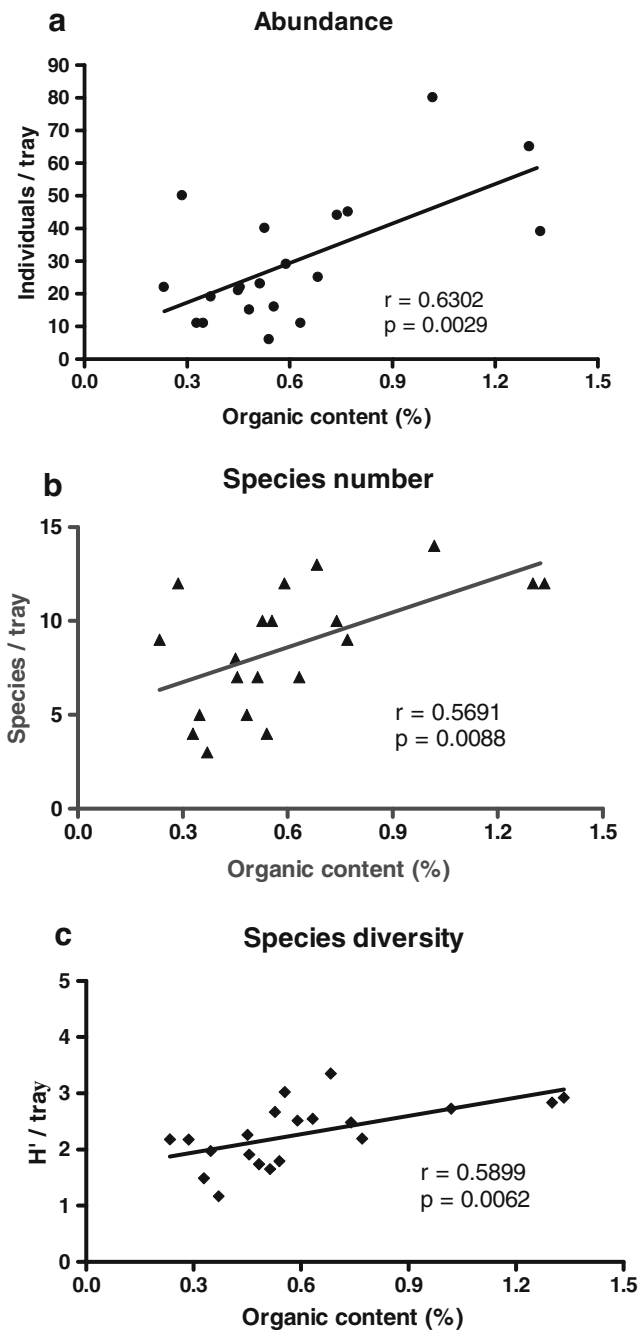 a
Abundance
90
80
70
60
50
40
30
20
10
0
Individuals / tray
r = 0.6302
p = 0.0029
0.0 0.3 0.6 0.9 1.2 1.5
Organic content (%)
b
Species number
15
10
5
0
Species / tray
r = 0.5691
p = 0.0088
0.0 0.3 0.6 0.9 1.2 1.5
Organic content (%)
c
Species diversity
5
4
3
2
1
0
H' / tray
r = 0.5899
p = 0.0062
0.0 0.3 0.6 0.9 1.2 1.5
Organic content (%)